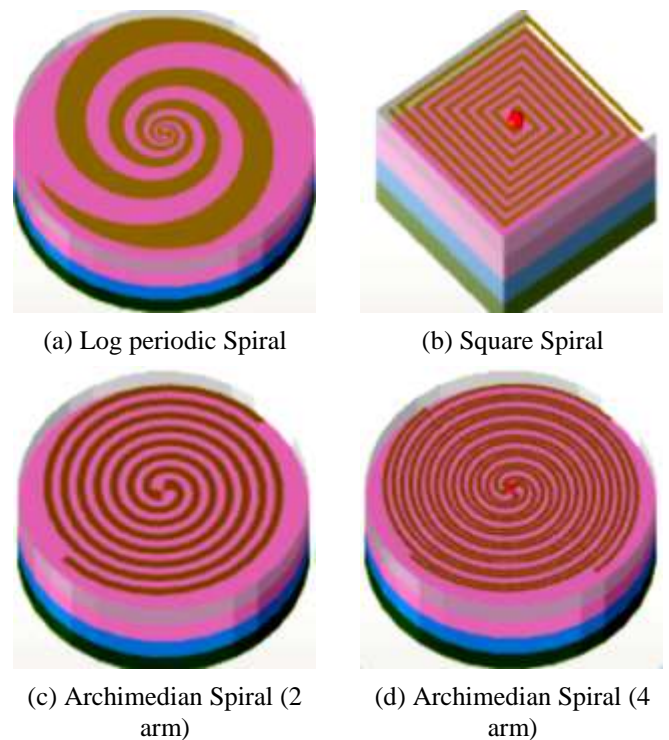 (a) Log periodic Spiral
(b) Square Spiral
(c) Archimedian Spiral (2
arm)
(d) Archimedian Spiral (4
arm)